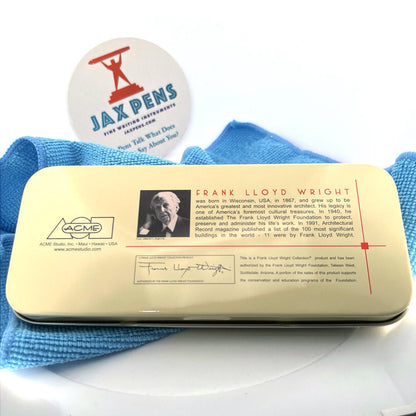 JAX PENS
FINE WRITING INSTRUMENTS
JAXPENS.COM
Pens Talk What Does
Say About You?
FRANK LLOYD WRIGHT
was born in Wisconsin, USA, in 1867, and grew up to be
America's greatest and most innovative architect. His legacy is
one of America's foremost cultural treasures. In 1940, he
established The Frank Lloyd Wright Foundation to protect,
preserve and administer his life's work. In 1991, Architectural
Record magazine published a list of the 100 most significant
buildings in the world - 11 were by Frank Lloyd Wright.
ACME
ACME Studio, Inc. • Maui • Hawaii • USA
www.acmestudio.com
Frank Lloyd Wright
This is a Frank Lloyd Wright Collection® product and has been
authorized by the Frank Lloyd Wright Foundation, Taliesin West,
Scottsdale, Arizona. A portion of the sales of this product supports
the conservation and education programs of the Foundation.